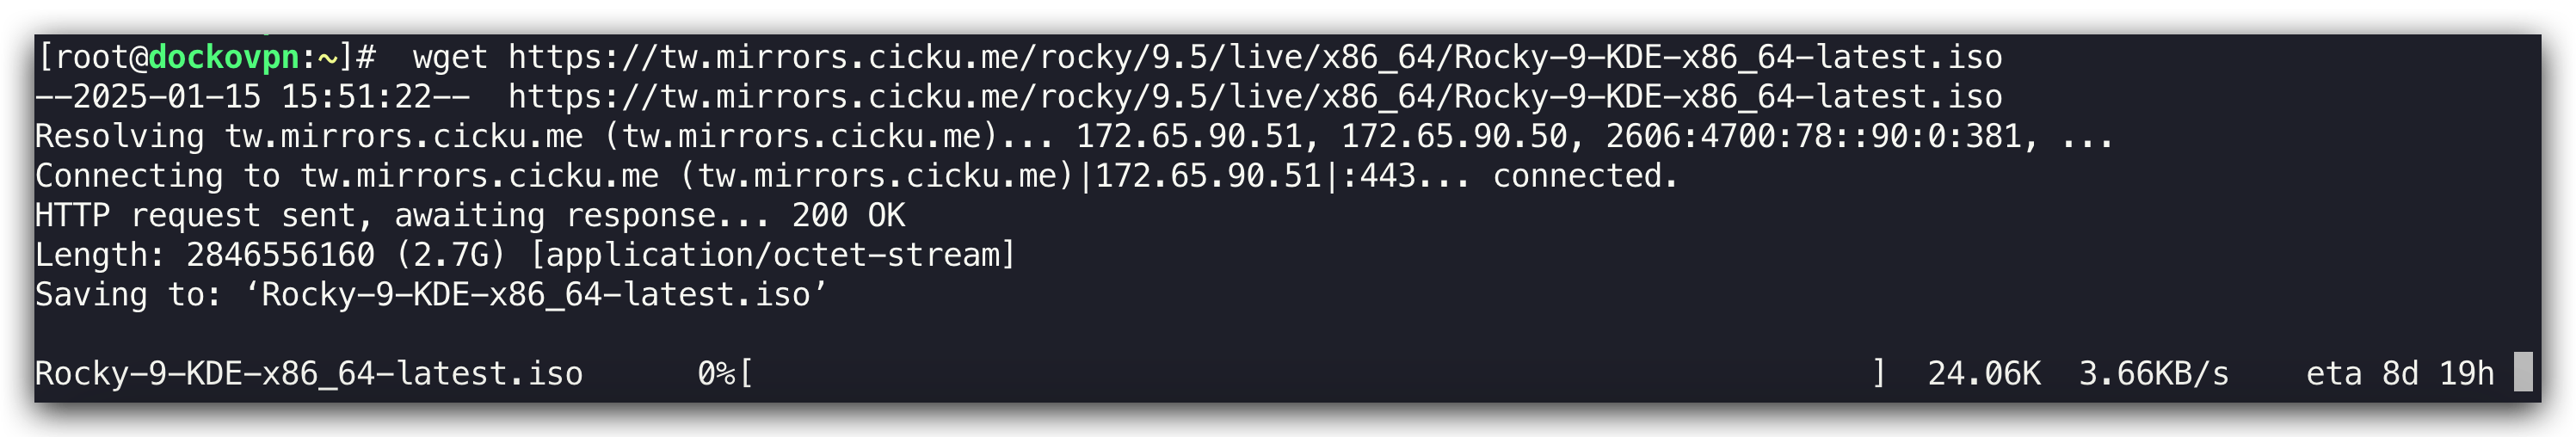 [root@dockovpn:~]#  wget https://tw.mirrors.cicku.me/rocky/9.5/live/x86_64/Rocky-9-KDE-x86_64-latest.iso
--2025-01-15 15:51:22--  https://tw.mirrors.cicku.me/rocky/9.5/live/x86_64/Rocky-9-KDE-x86_64-latest.iso
Resolving tw.mirrors.cicku.me (tw.mirrors.cicku.me)... 172.65.90.51, 172.65.90.50, 2606:4700:78::90:0:381, ...
Connecting to tw.mirrors.cicku.me (tw.mirrors.cicku.me)|172.65.90.51|:443... connected.
HTTP request sent, awaiting response... 200 OK
Length: 2846556160 (2.7G) [application/octet-stream]
Saving to: ‘Rocky-9-KDE-x86_64-latest.iso’
Rocky-9-KDE-x86_64-latest.iso      0%[                                                           ]  24.06K  3.66KB/s    eta 8d 19h